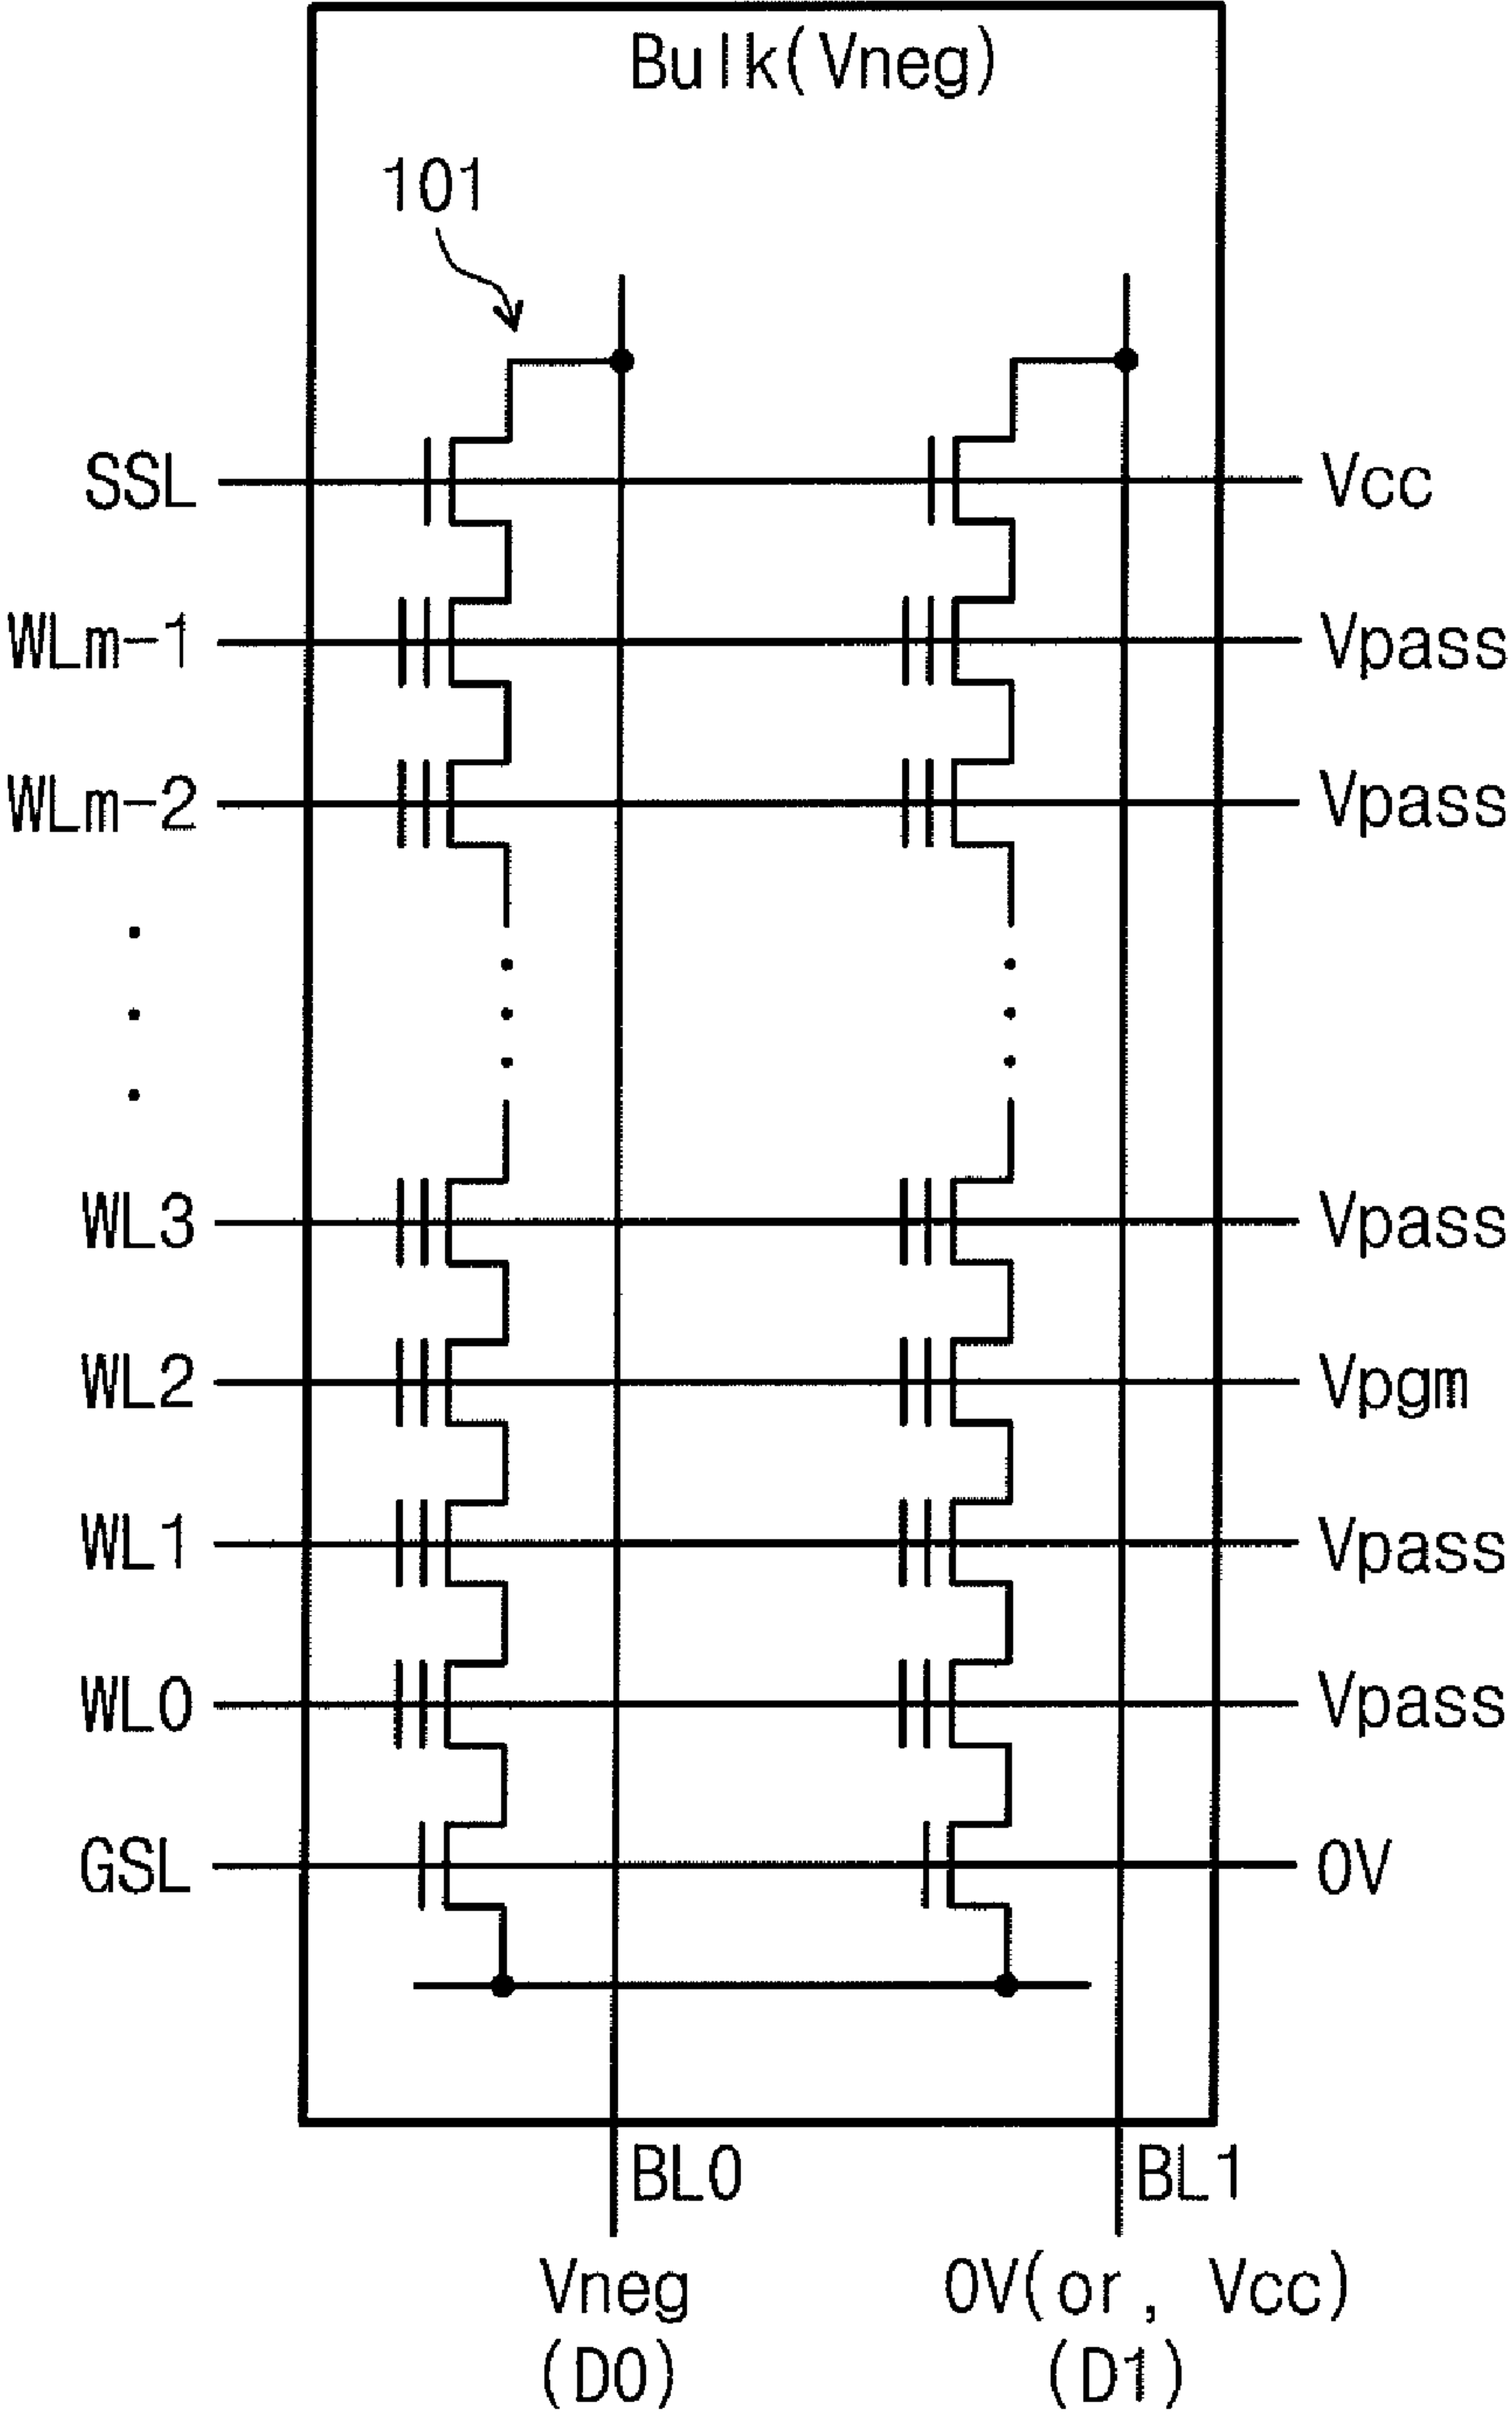 Bulk(Vneg)
101
SSL Vcc
WLm-1 Vpass
WLm-2 Vpass
WL3 Vpass
WL2 Vpgm
WL1 Vpass
WL0 Vpass
GSL 0V
BL0 BL1
Vneg 0V(or, Vcc)
(D0) (D1)